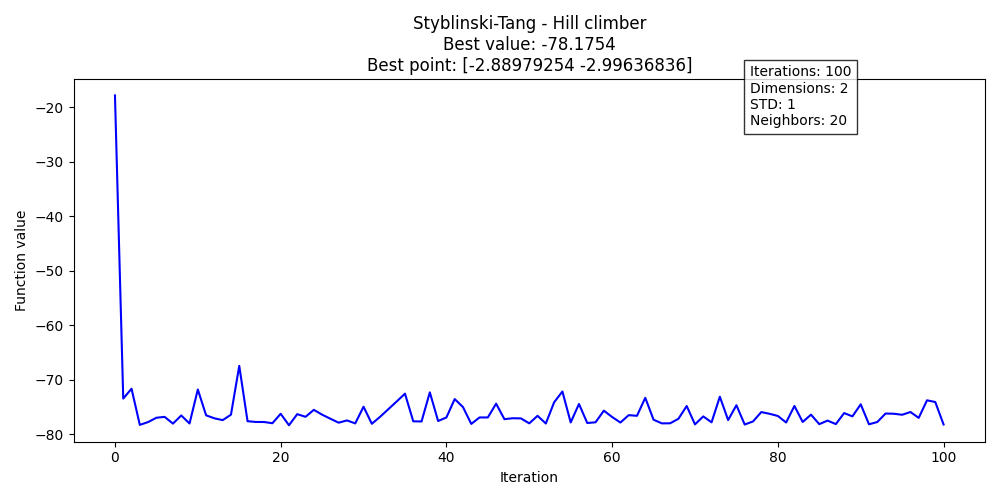 Styblinski-Tang - Hill climber
Best value: -78.1754
Best point: [-2.88979254 -2.99636836]
Iterations: 100
Dimensions: 2
STD: 1
Neighbors: 20
Function value
−20
−30
−40
−50
−60
−70
−80
0
20
40
60
80
100
Iteration